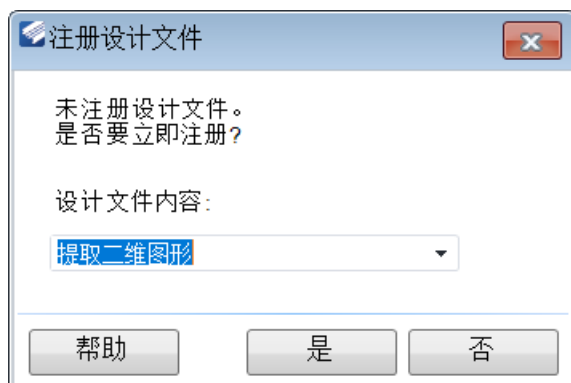 注册设计文件
未注册设计文件。
是否要立即注册?
设计文件内容:
提取二维图形
帮助
是
否